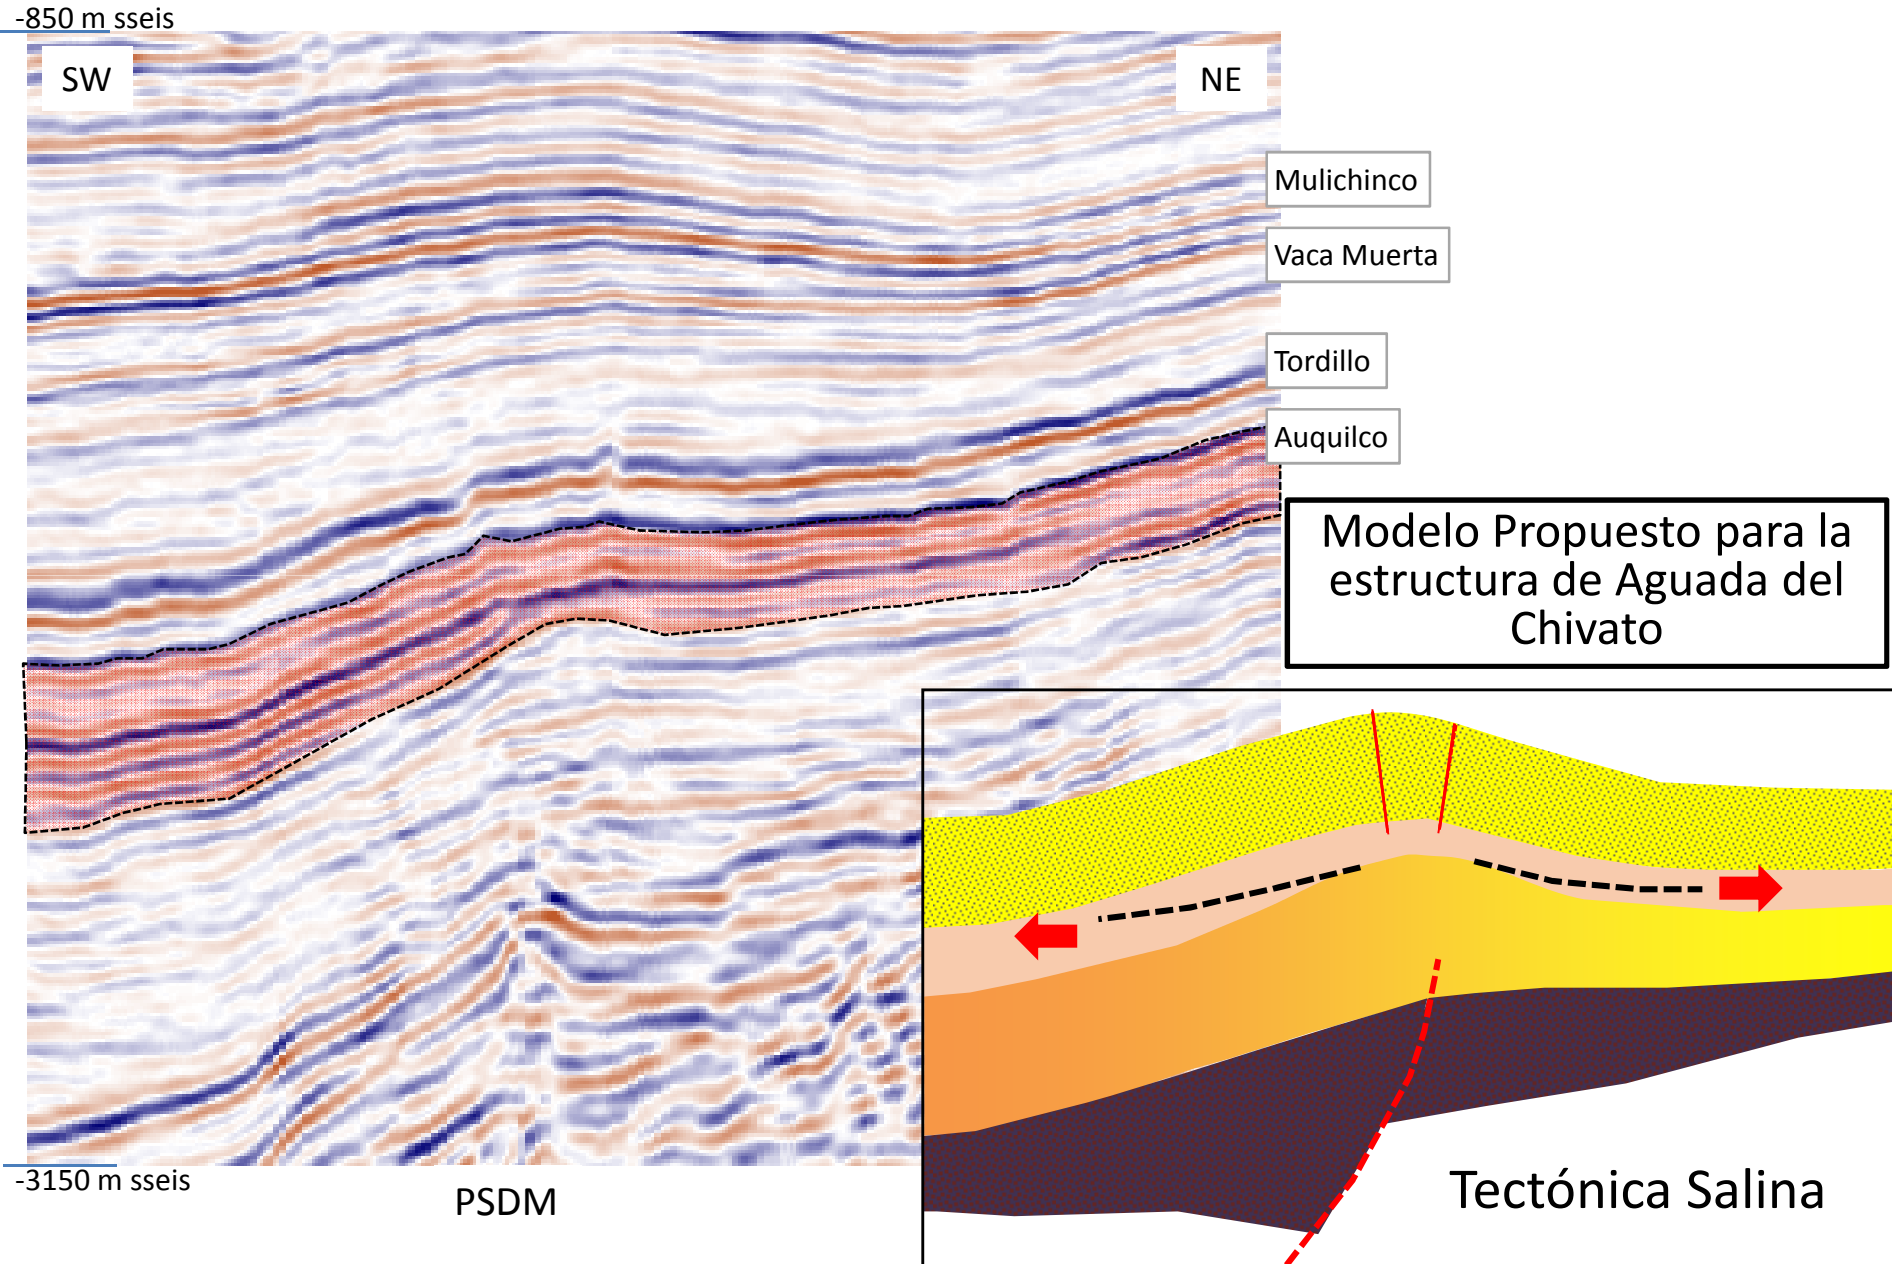 -850 m sseis
SW
NE
Mulichinco
Vaca Muerta
Tordillo
Auquilco
Modelo Propuesto para la
estructura de Aguada del
Chivato
-3150 m sseis
PSDM
Tectónica Salina